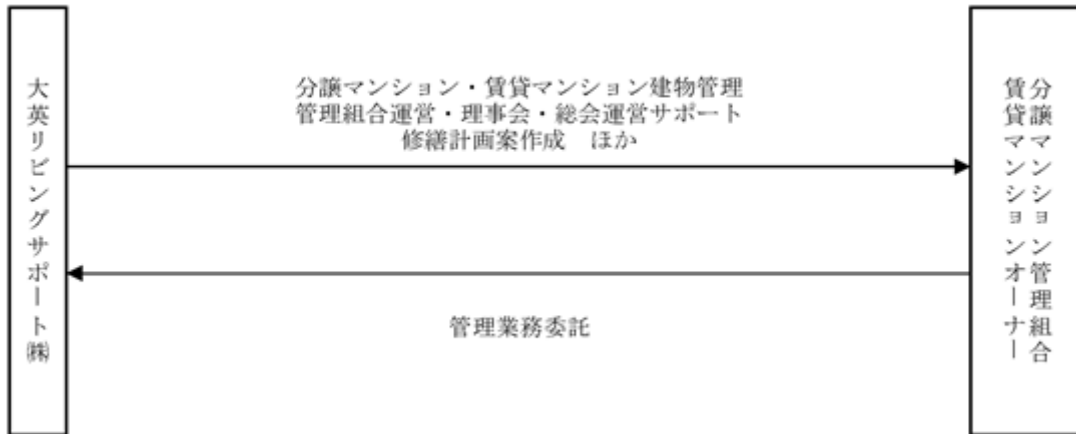 大英リビングサポート㈱
分譲マンション・賃貸マンション建物管理
管理組合運営・理事会・総会運営サポート
修繕計画案作成　ほか
管理業務委託
分譲マンション管理組合
賃貸マンションオーナー